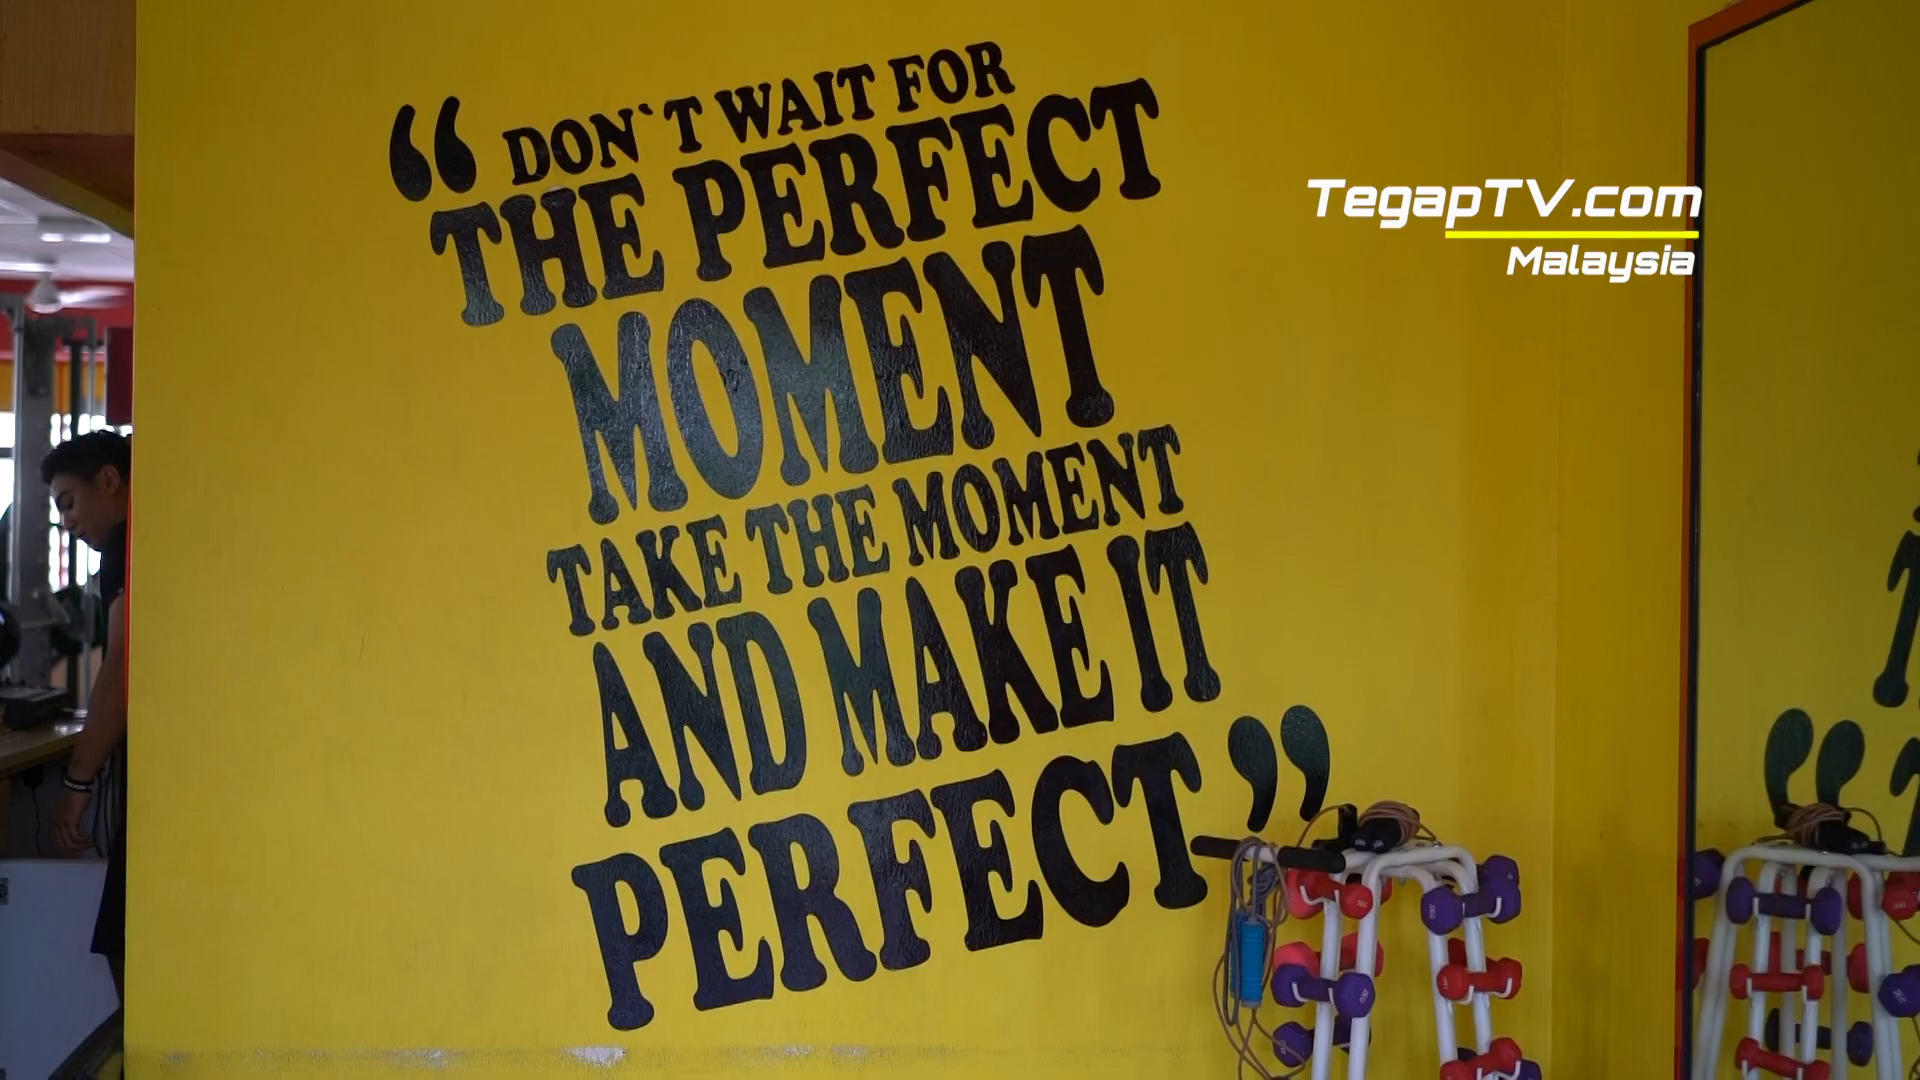 “ DON`T WAIT FOR
THE PERFECT
MOMENT
TAKE THE MOMENT
AND MAKE IT
PERFECT ”
TegapTV.com
Malaysia